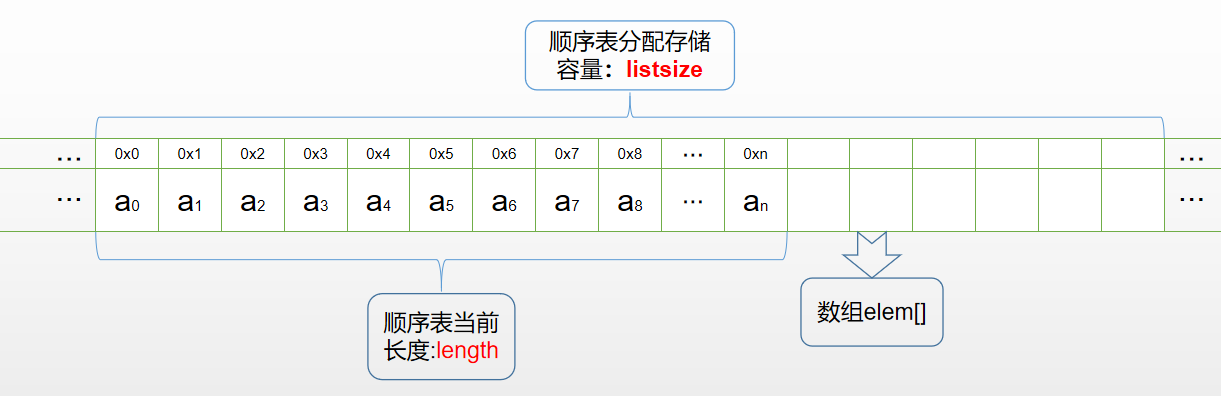 顺序表分配存储
容量：listsize
... 0x0 0x1 0x2 0x3 0x4 0x5 0x6 0x7 0x8 ... 0xn ...
... a0 a1 a2 a3 a4 a5 a6 a7 a8 ... an ...
顺序表当前
长度:length
数组elem[]